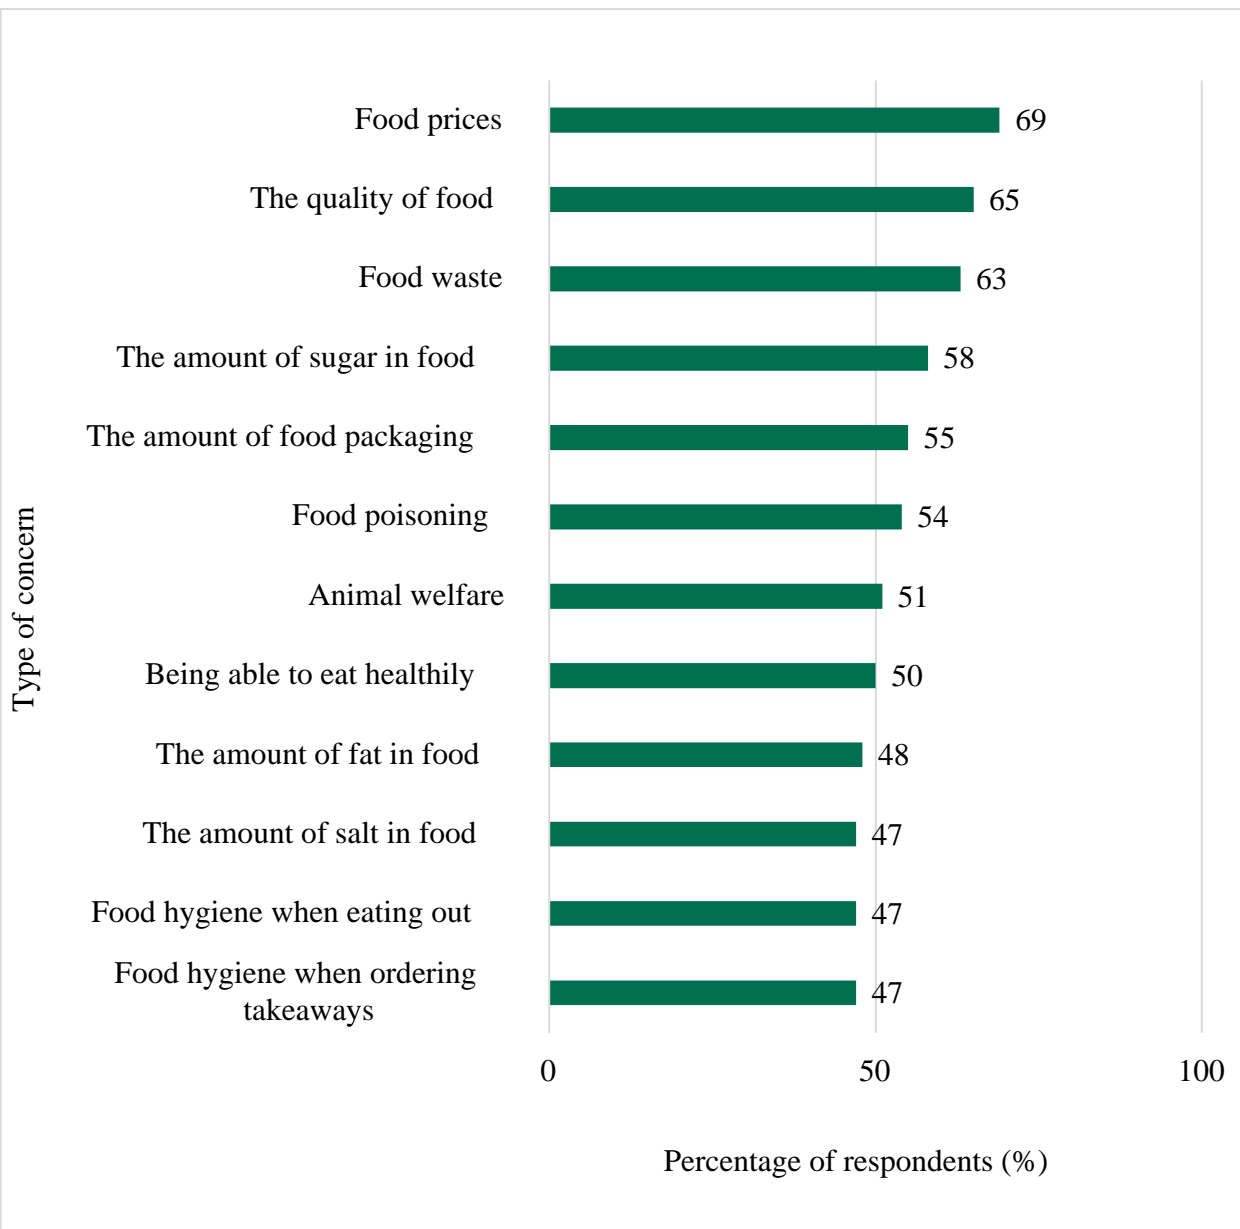 Food prices 69
The quality of food 65
Food waste 63
The amount of sugar in food 58
The amount of food packaging 55
Food poisoning 54
Animal welfare 51
Being able to eat healthily 50
The amount of fat in food 48
The amount of salt in food 47
Food hygiene when eating out 47
Food hygiene when ordering
takeaways 47
Type of concern
0 50 100
Percentage of respondents (%)